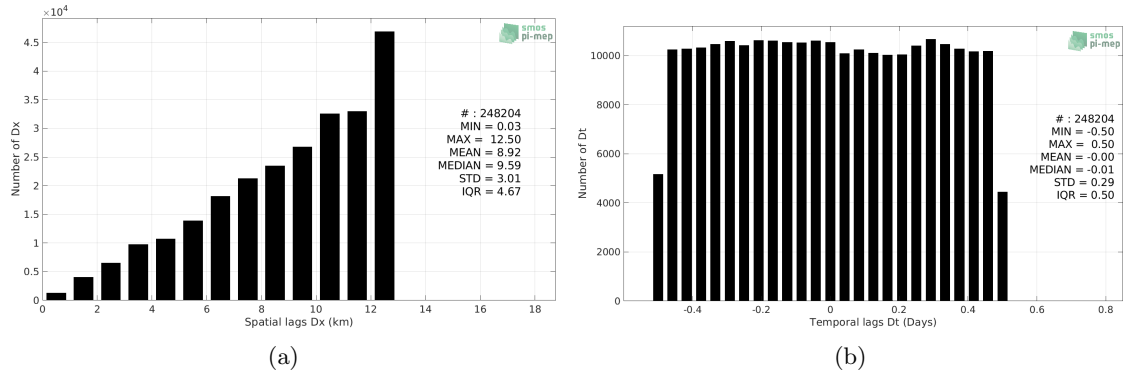 ×10⁴
smos
pi-mep
4.5
4
3.5
3
2.5
2
1.5
1
0.5
0
Number of Dx
# : 248204
MIN = 0.03
MAX = 12.50
MEAN = 8.92
MEDIAN = 9.59
STD = 3.01
IQR = 4.67
0 2 4 6 8 10 12 14 16 18
Spatial lags Dx (km)
(a)
smos
pi-mep
10000
8000
6000
4000
2000
0
Number of Dt
# : 248204
MIN = -0.50
MAX = 0.50
MEAN = -0.00
MEDIAN = -0.01
STD = 0.29
IQR = 0.50
-0.4 -0.2 0 0.2 0.4 0.6 0.8
Temporal lags Dt (Days)
(b)